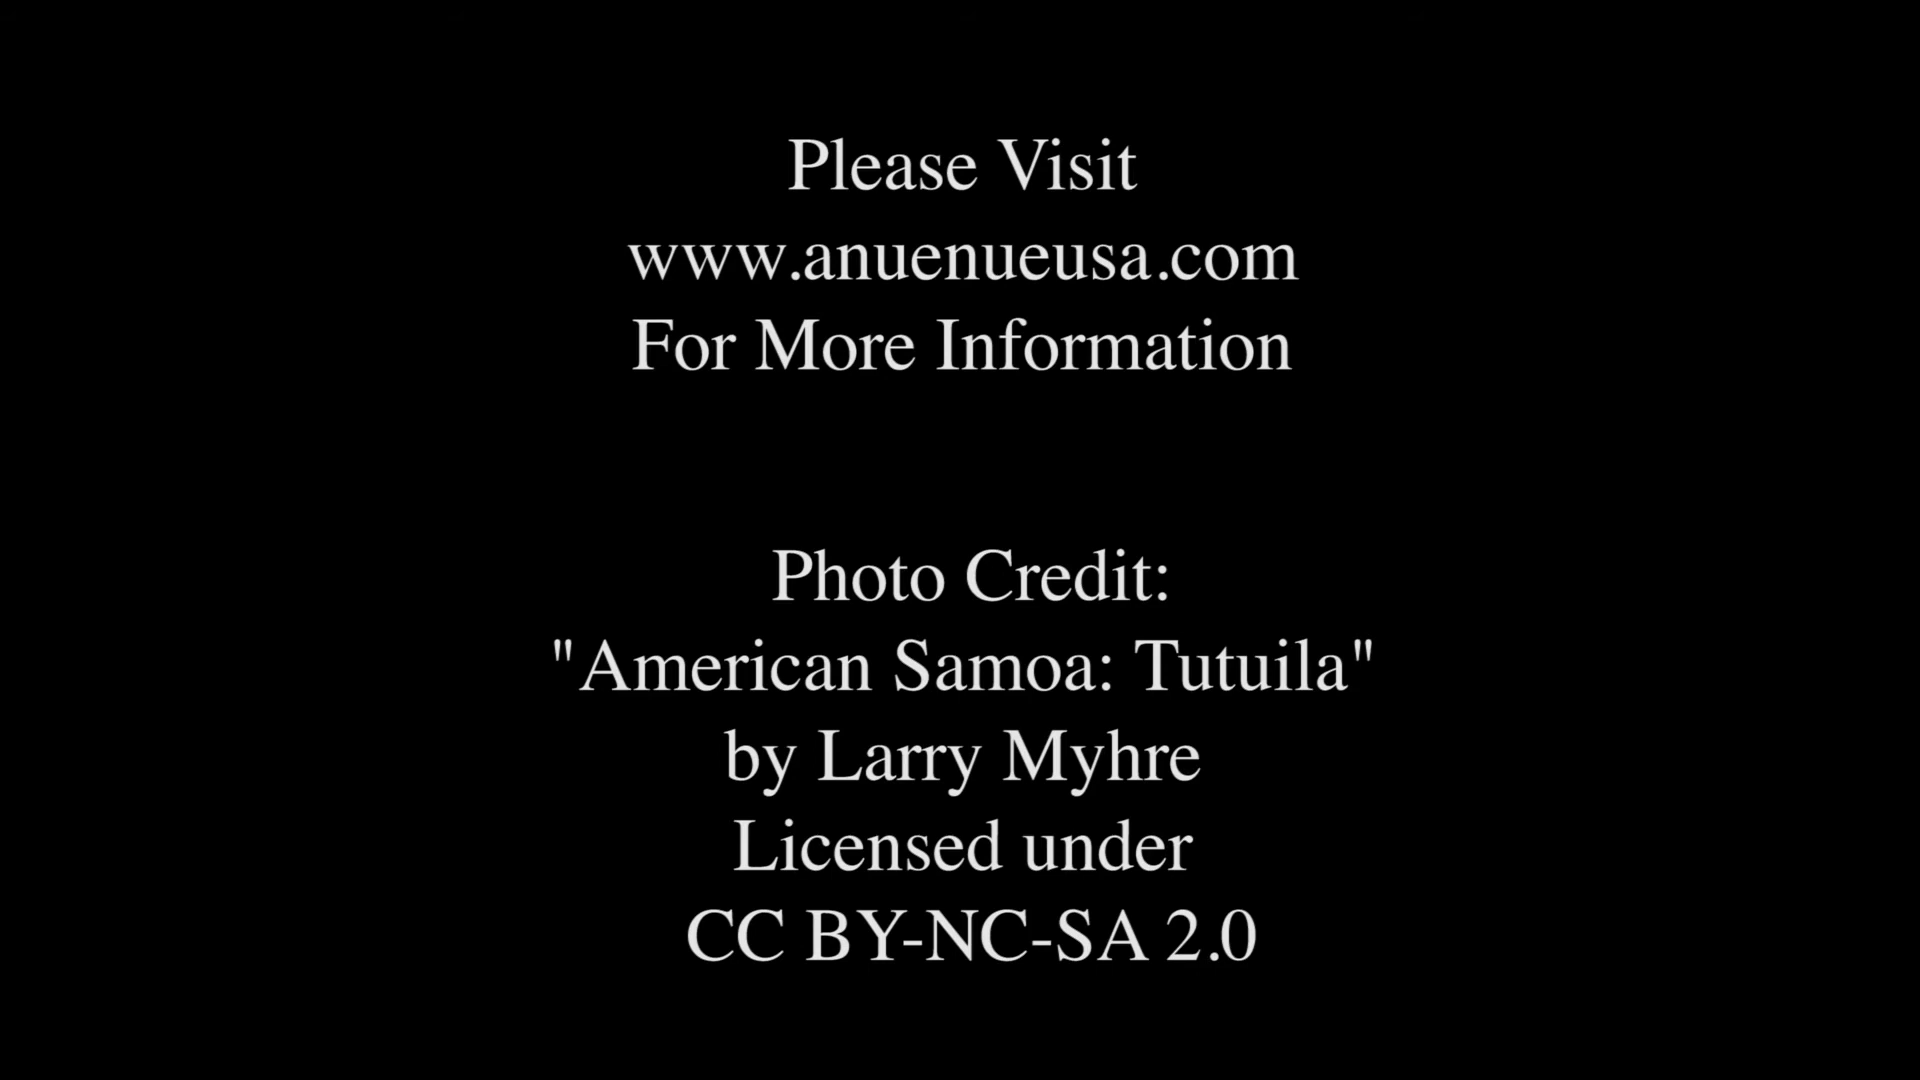 Please Visit
www.anuenueusa.com
For More Information
Photo Credit:
"American Samoa: Tutuila"
by Larry Myhre
Licensed under
CC BY-NC-SA 2.0